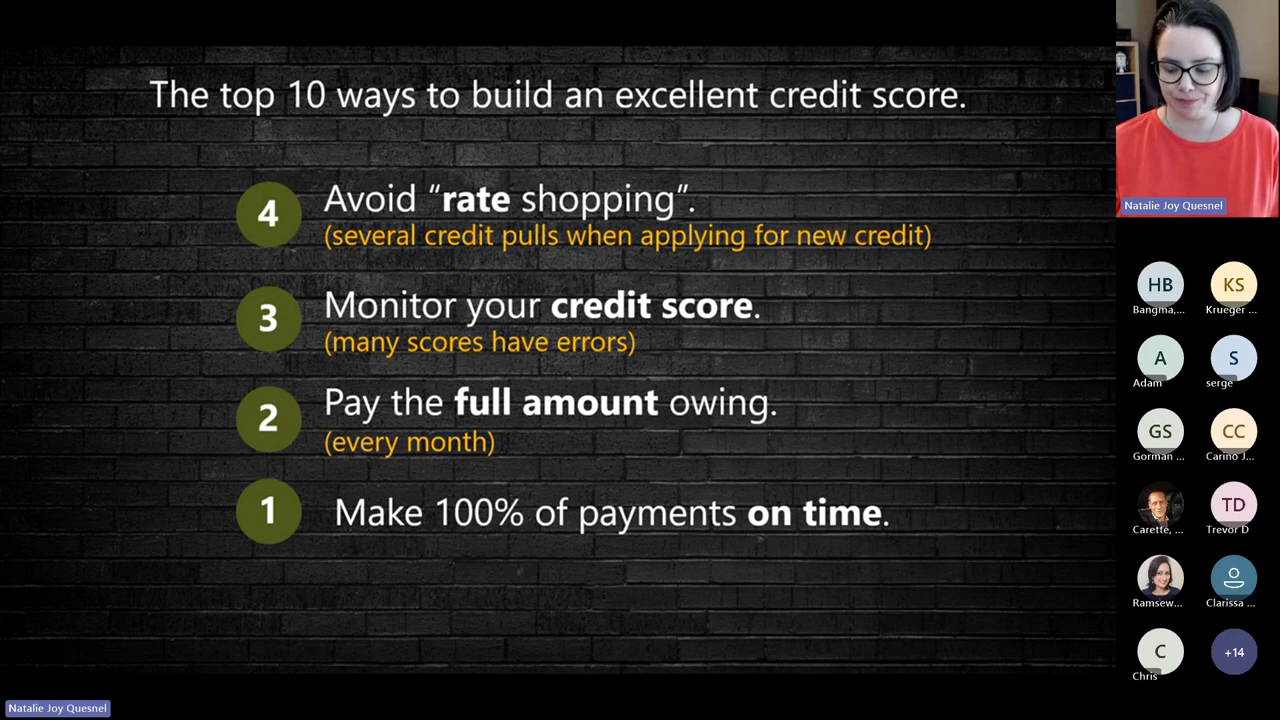 The top 10 ways to build an excellent credit score.
4
Avoid “rate shopping”.
(several credit pulls when applying for new credit)
3
Monitor your credit score.
(many scores have errors)
2
Pay the full amount owing.
(every month)
1
Make 100% of payments on time.
Natalie Joy Quesnel
HB
Bangma,...
KS
Krueger ...
A
Adam
S
serge
GS
Gorman ...
CC
Carino J...
Carette, ...
TD
Trevor D
Ramsew...
Clarissa ...
C
Chris
+14
Natalie Joy Quesnel